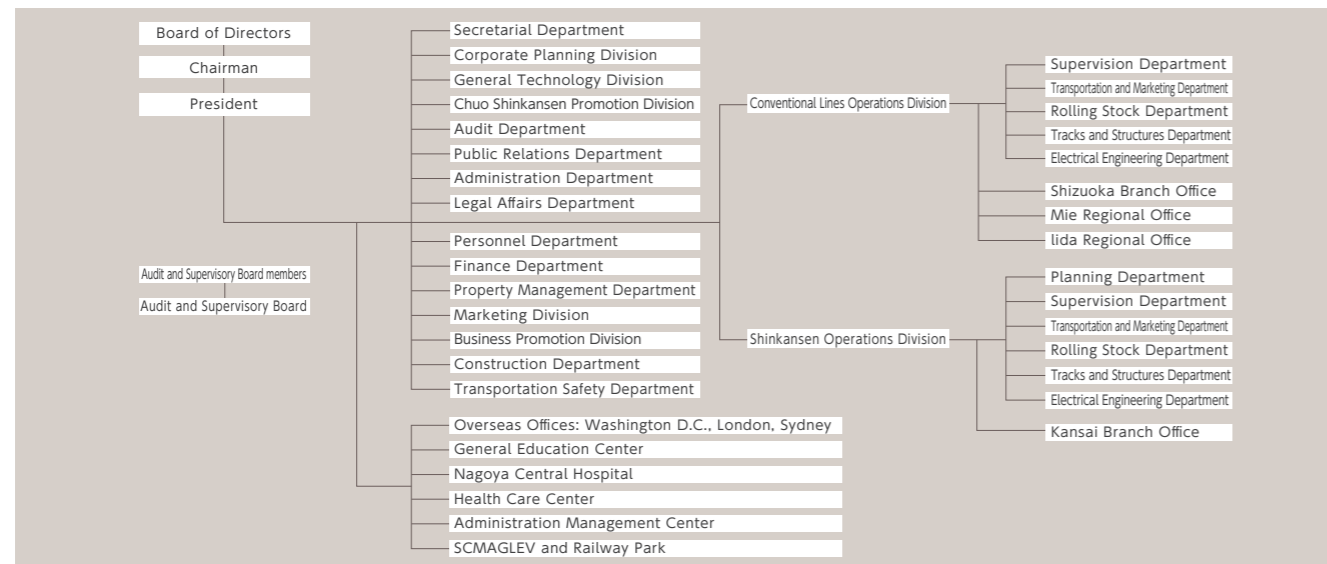 Board of Directors
Chairman
President
Audit and Supervisory Board members
Audit and Supervisory Board
Secretarial Department
Corporate Planning Division
General Technology Division
Chuo Shinkansen Promotion Division
Audit Department
Public Relations Department
Administration Department
Legal Affairs Department
Personnel Department
Finance Department
Property Management Department
Marketing Division
Business Promotion Division
Construction Department
Transportation Safety Department
Overseas Offices: Washington D.C., London, Sydney
General Education Center
Nagoya Central Hospital
Health Care Center
Administration Management Center
SCMAGLEV and Railway Park
Conventional Lines Operations Division
Supervision Department
Transportation and Marketing Department
Rolling Stock Department
Tracks and Structures Department
Electrical Engineering Department
Shizuoka Branch Office
Mie Regional Office
Iida Regional Office
Shinkansen Operations Division
Planning Department
Supervision Department
Transportation and Marketing Department
Rolling Stock Department
Tracks and Structures Department
Electrical Engineering Department
Kansai Branch Office